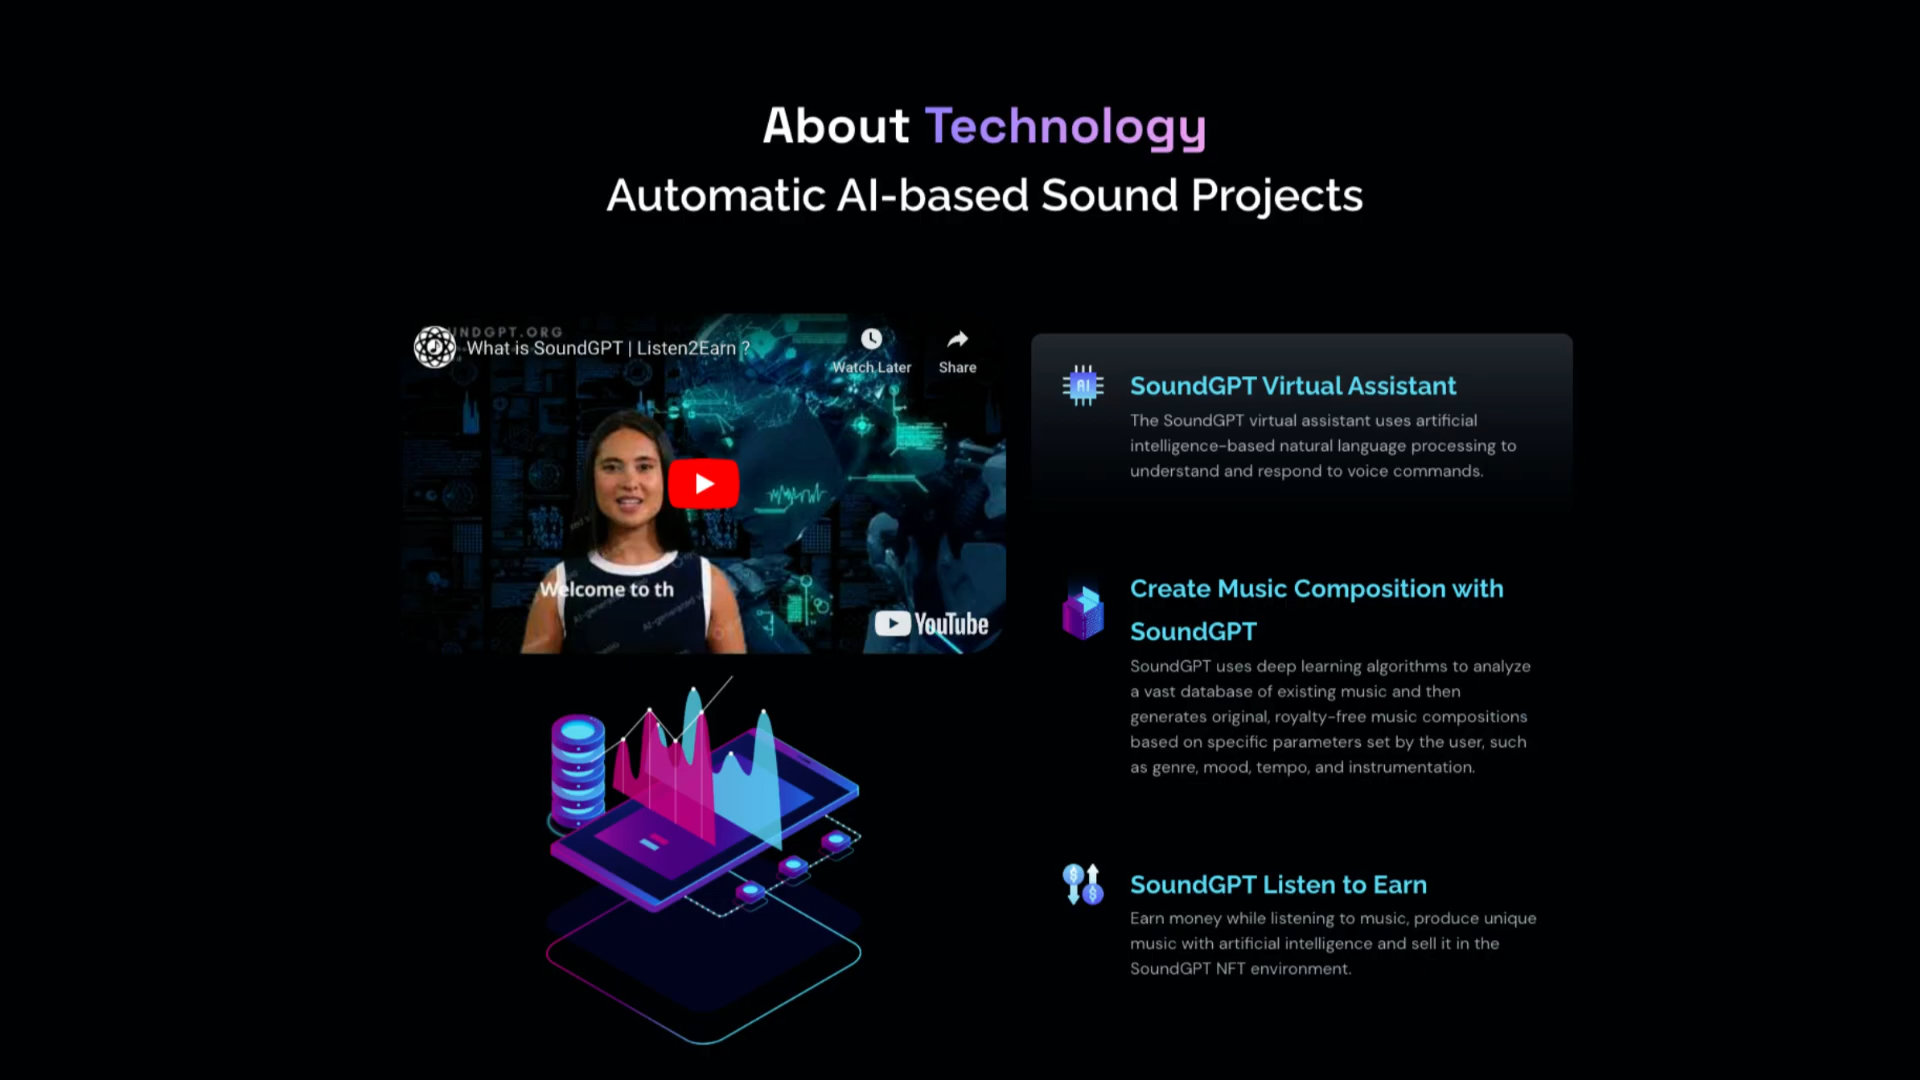 About Technology
Automatic AI-based Sound Projects
UNDGPT.ORG
What is SoundGPT | Listen2Earn ?
Watch Later
Share
Welcome to th
YouTube
AI
SoundGPT Virtual Assistant
The SoundGPT virtual assistant uses artificial
intelligence-based natural language processing to
understand and respond to voice commands.
Create Music Composition with
SoundGPT
SoundGPT uses deep learning algorithms to analyze
a vast database of existing music and then
generates original, royalty-free music compositions
based on specific parameters set by the user, such
as genre, mood, tempo, and instrumentation.
SoundGPT Listen to Earn
Earn money while listening to music, produce unique
music with artificial intelligence and sell it in the
SoundGPT NFT environment.